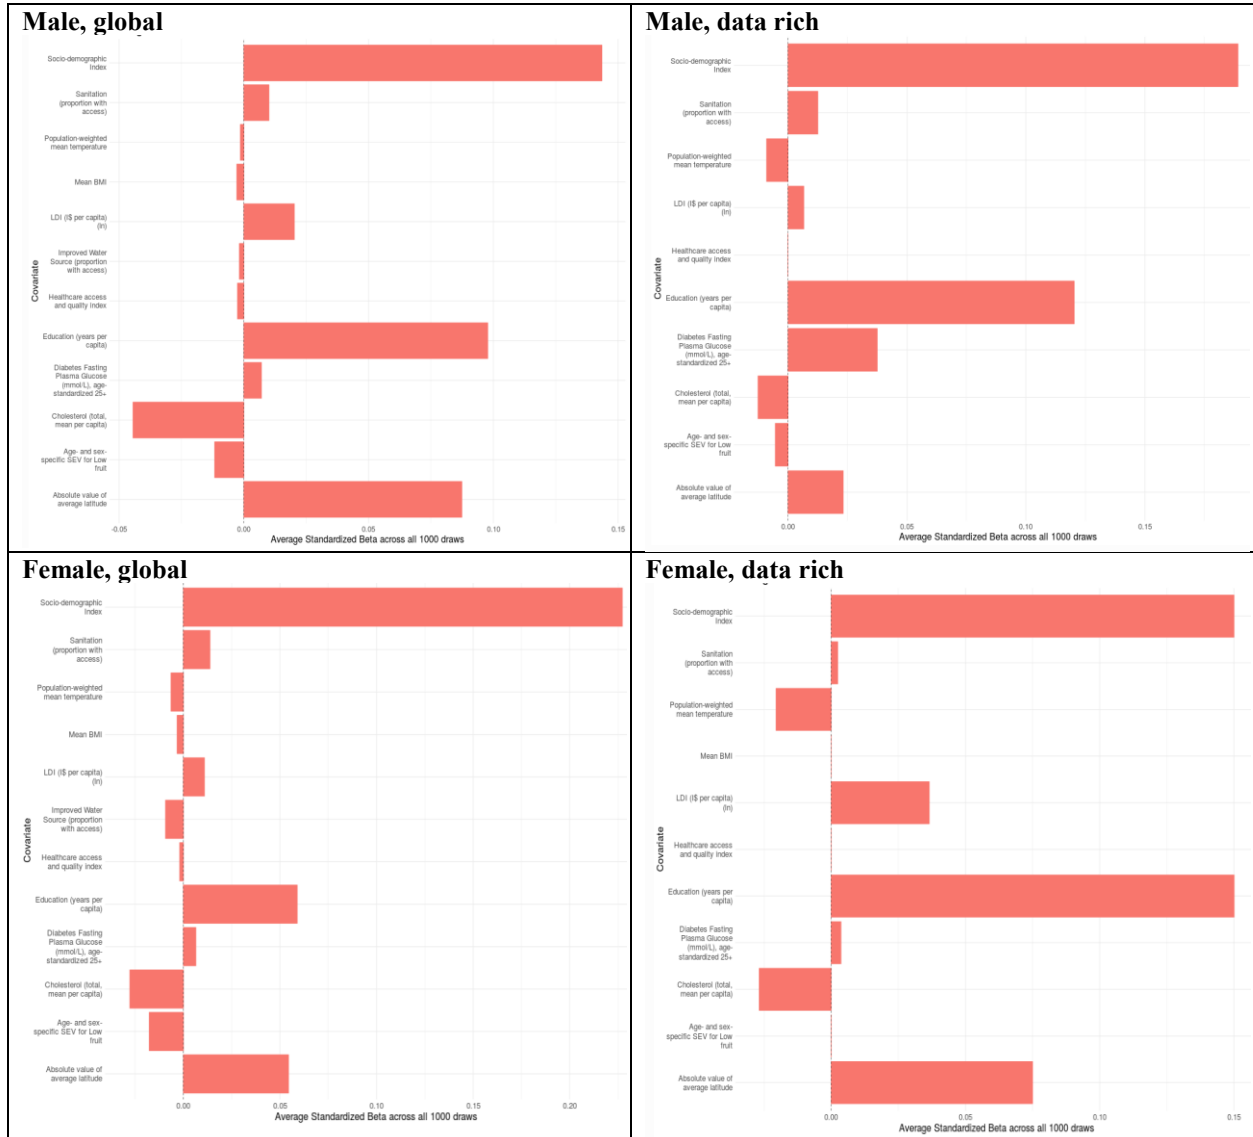 Male, global
Socio-demographic
Index
Sanitation
(proportion with
access)
Population-weighted
mean temperature
Mean BMI
LDI (I$ per capita)
(ln)
Improved Water
Source (proportion
with access)
Healthcare access
and quality index
Education (years per
capita)
Diabetes Fasting
Plasma Glucose
(mmol/L), age-
standardized 25+
Cholesterol (total,
mean per capita)
Age- and sex-
specific SEV for Low
fruit
Absolute value of
average latitude
Covariate
-0.05 0.00 0.05 0.10 0.15
Average Standardized Beta across all 1000 draws
Male, data rich
Socio-demographic
Index
Sanitation
(proportion with
access)
Population-weighted
mean temperature
LDI (I$ per capita)
(ln)
Healthcare access
and quality index
Education (years per
capita)
Diabetes Fasting
Plasma Glucose
(mmol/L), age-
standardized 25+
Cholesterol (total,
mean per capita)
Age- and sex-
specific SEV for Low
fruit
Absolute value of
average latitude
Covariate
0.00 0.05 0.10 0.15
Average Standardized Beta across all 1000 draws
Female, global
Socio-demographic
Index
Sanitation
(proportion with
access)
Population-weighted
mean temperature
Mean BMI
LDI (I$ per capita)
(ln)
Improved Water
Source (proportion
with access)
Healthcare access
and quality index
Education (years per
capita)
Diabetes Fasting
Plasma Glucose
(mmol/L), age-
standardized 25+
Cholesterol (total,
mean per capita)
Age- and sex-
specific SEV for Low
fruit
Absolute value of
average latitude
Covariate
0.00 0.05 0.10 0.15 0.20
Average Standardized Beta across all 1000 draws
Female, data rich
Socio-demographic
Index
Sanitation
(proportion with
access)
Population-weighted
mean temperature
Mean BMI
LDI (I$ per capita)
(ln)
Healthcare access
and quality index
Education (years per
capita)
Diabetes Fasting
Plasma Glucose
(mmol/L), age-
standardized 25+
Cholesterol (total,
mean per capita)
Age- and sex-
specific SEV for Low
fruit
Absolute value of
average latitude
Covariate
0.00 0.05 0.10 0.15
Average Standardized Beta across all 1000 draws